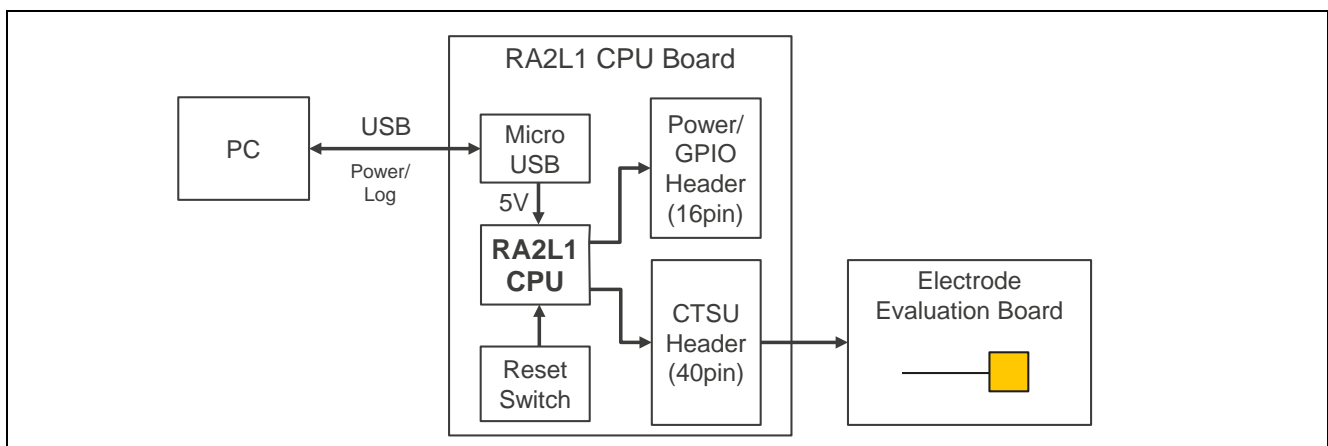 RA2L1 CPU Board
PC
USB
Power/
Log
Micro
USB
5V
RA2L1
CPU
Reset
Switch
Power/
GPIO
Header
(16pin)
CTSU
Header
(40pin)
Electrode
Evaluation Board